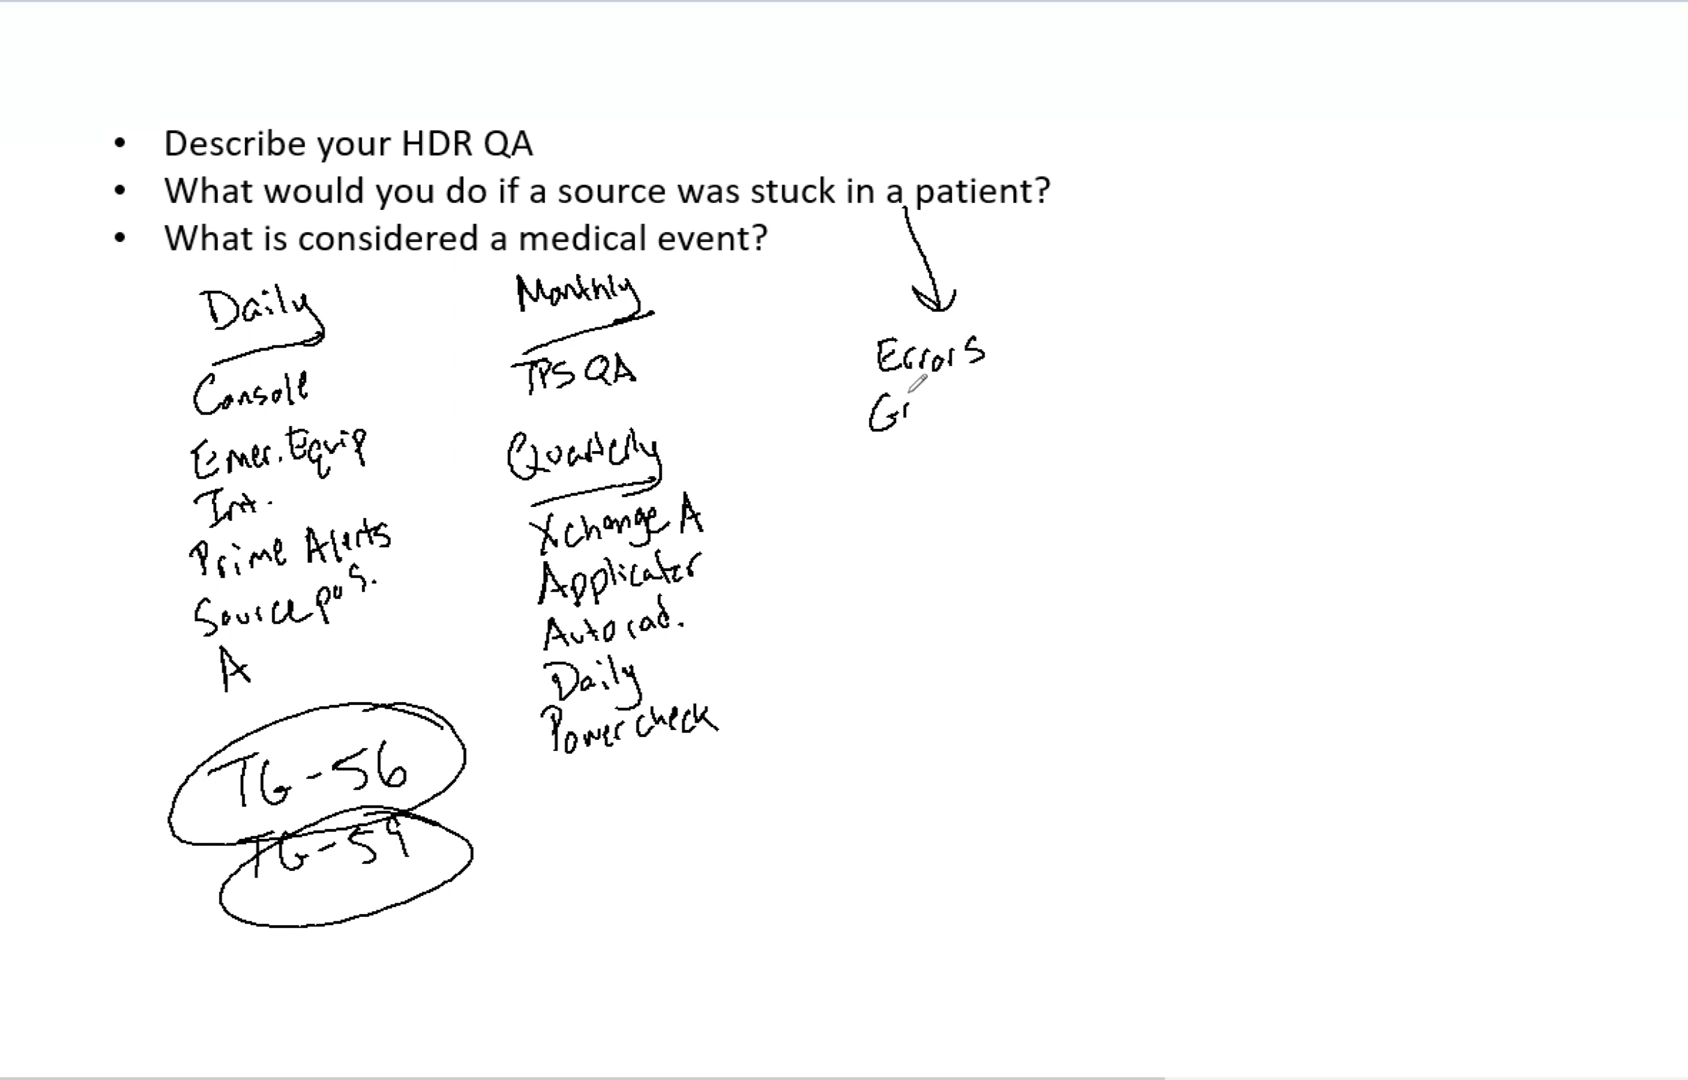 • Describe your HDR QA
• What would you do if a source was stuck in a patient?
• What is considered a medical event?
Daily
Console
Emer. Equip
Int.
Prime Alerts
Source pos.
A
TG-56
TG-59
Monthly
TPS QA
Quarterly
Xchange A
Applicator
Autorad.
Daily
Power check
Errors
Gr